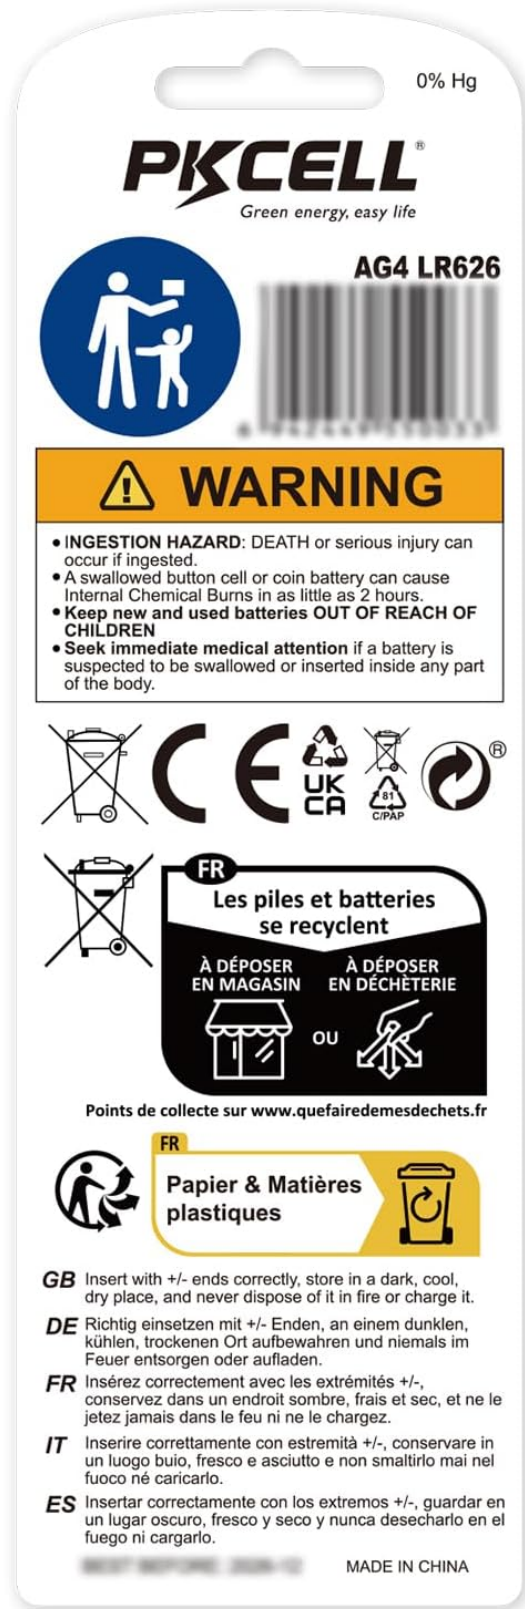 0% Hg
PKCELL®
Green energy, easy life
AG4 LR626
WARNING
• INGESTION HAZARD: DEATH or serious injury can
occur if ingested.
• A swallowed button cell or coin battery can cause
Internal Chemical Burns in as little as 2 hours.
• Keep new and used batteries OUT OF REACH OF
CHILDREN
• Seek immediate medical attention if a battery is
suspected to be swallowed or inserted inside any part
of the body.
CE
UK
CA
81
C/PAP
®
FR
Les piles et batteries
se recyclent
À DÉPOSER
EN MAGASIN
OU
À DÉPOSER
EN DÉCHÈTERIE
Points de collecte sur www.quefairedemesdechets.fr
FR
Papier & Matières
plastiques
GB Insert with +/- ends correctly, store in a dark, cool,
dry place, and never dispose of it in fire or charge it.
DE Richtig einsetzen mit +/- Enden, an einem dunklen,
kühlen, trockenen Ort aufbewahren und niemals im
Feuer entsorgen oder aufladen.
FR Insérez correctement avec les extrémités +/-,
conservez dans un endroit sombre, frais et sec, et ne le
jetez jamais dans le feu ni ne le chargez.
IT Inserire correttamente con estremità +/-, conservare in
un luogo buio, fresco e asciutto e non smaltirlo mai nel
fuoco né caricarlo.
ES Insertar correctamente con los extremos +/-, guardar en
un lugar oscuro, fresco y seco y nunca desecharlo en el
fuego ni cargarlo.
MADE IN CHINA